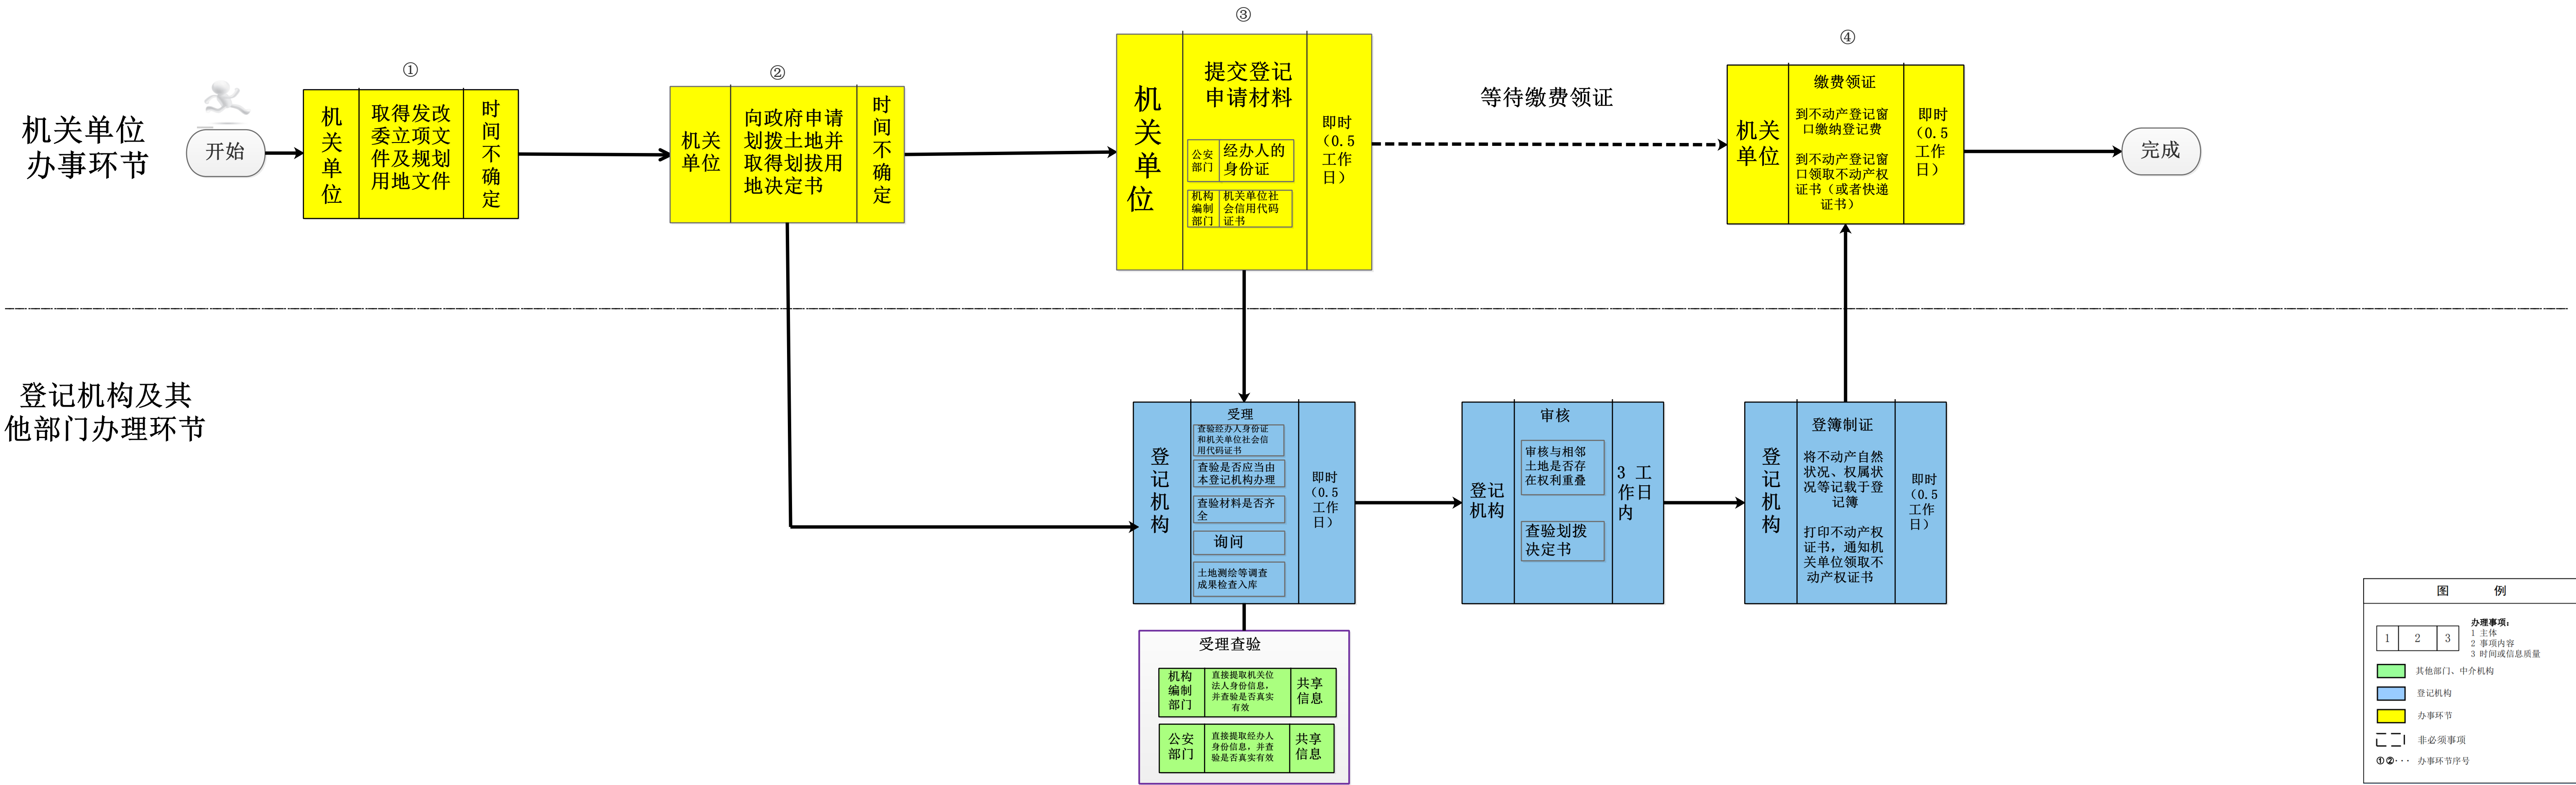 机关单位
办事环节
开始
①
机
关
单
位
取得发改
委立项文
件及规划
用地文件
时
间
不
确
定
②
机关
单位
向政府申请
划拨土地并
取得划拨用
地决定书
时
间
不
确
定
③
机
关
单
位
提交登记
申请材料
公安
部门
经办人的
身份证
机构
编制
部门
机关单位社
会信用代码
证书
即时
（0.5
工作
日）
等待缴费领证
④
机关
单位
缴费领证
到不动产登记窗
口缴纳登记费
到不动产登记窗
口领取不动产权
证书（或者快递
证书）
即时
（0.5
工作
日）
完成
登记机构及其
他部门办理环节
登
记
机
构
受理
查验经办人身份证
和机关单位社会信
用代码证书
查验是否应当由
本登记机构办理
查验材料是否齐
全
询问
土地测绘等调查
成果检查入库
即时
（0.5
工作
日）
登记
机构
审核
审核与相邻
土地是否存
在权利重叠
查验划拨
决定书
3 工
作日
内
登
记
机
构
登簿制证
将不动产自然
状况、权属状
况等记载于登
记簿
打印不动产权
证书，通知机
关单位领取不
动产权证书
即时
（0.5
工作
日）
受理查验
机构
编制
部门
直接提取机关位
法人身份信息，
并查验是否真实
有效
共享
信息
公安
部门
直接提取经办人
身份信息，并查
验是否真实有效
共享
信息
图 例
1 2 3
办理事项：
1 主体
2 事项内容
3 时间或信息质量
其他部门、中介机构
登记机构
办事环节
非必须事项
①②··· 办事环节序号